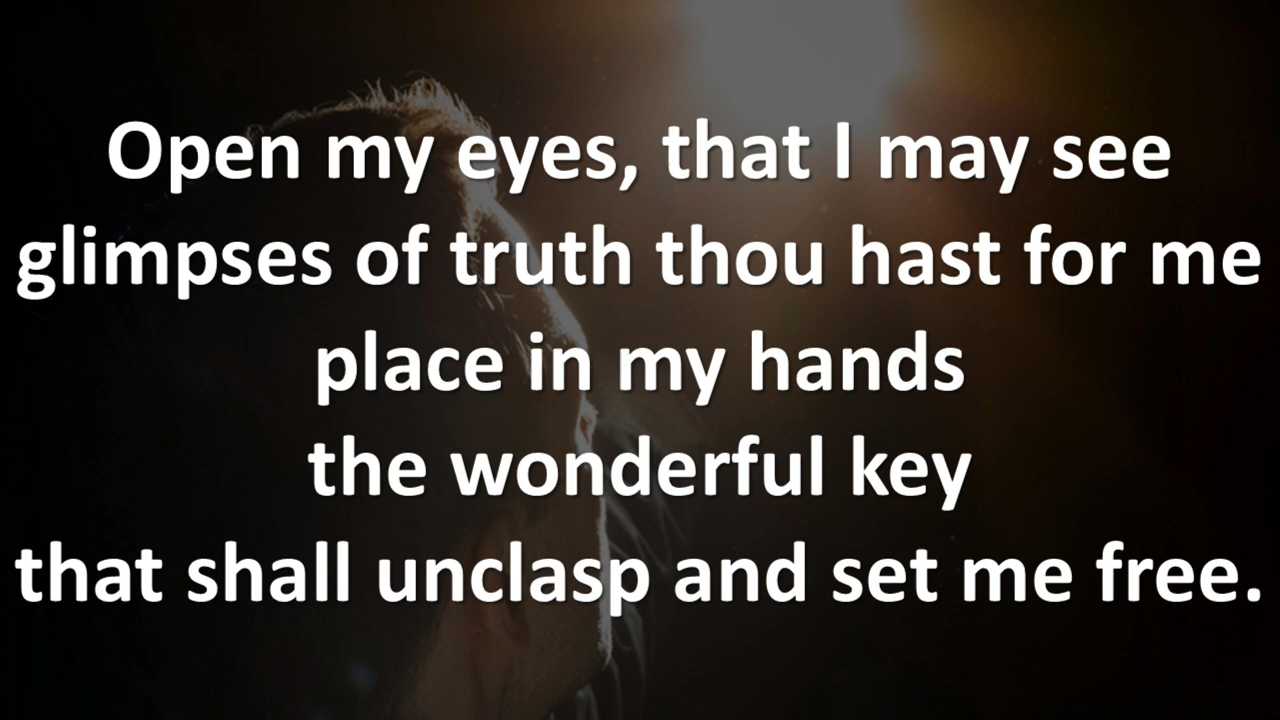 Open my eyes, that I may see
glimpses of truth thou hast for me
place in my hands
the wonderful key
that shall unclasp and set me free.